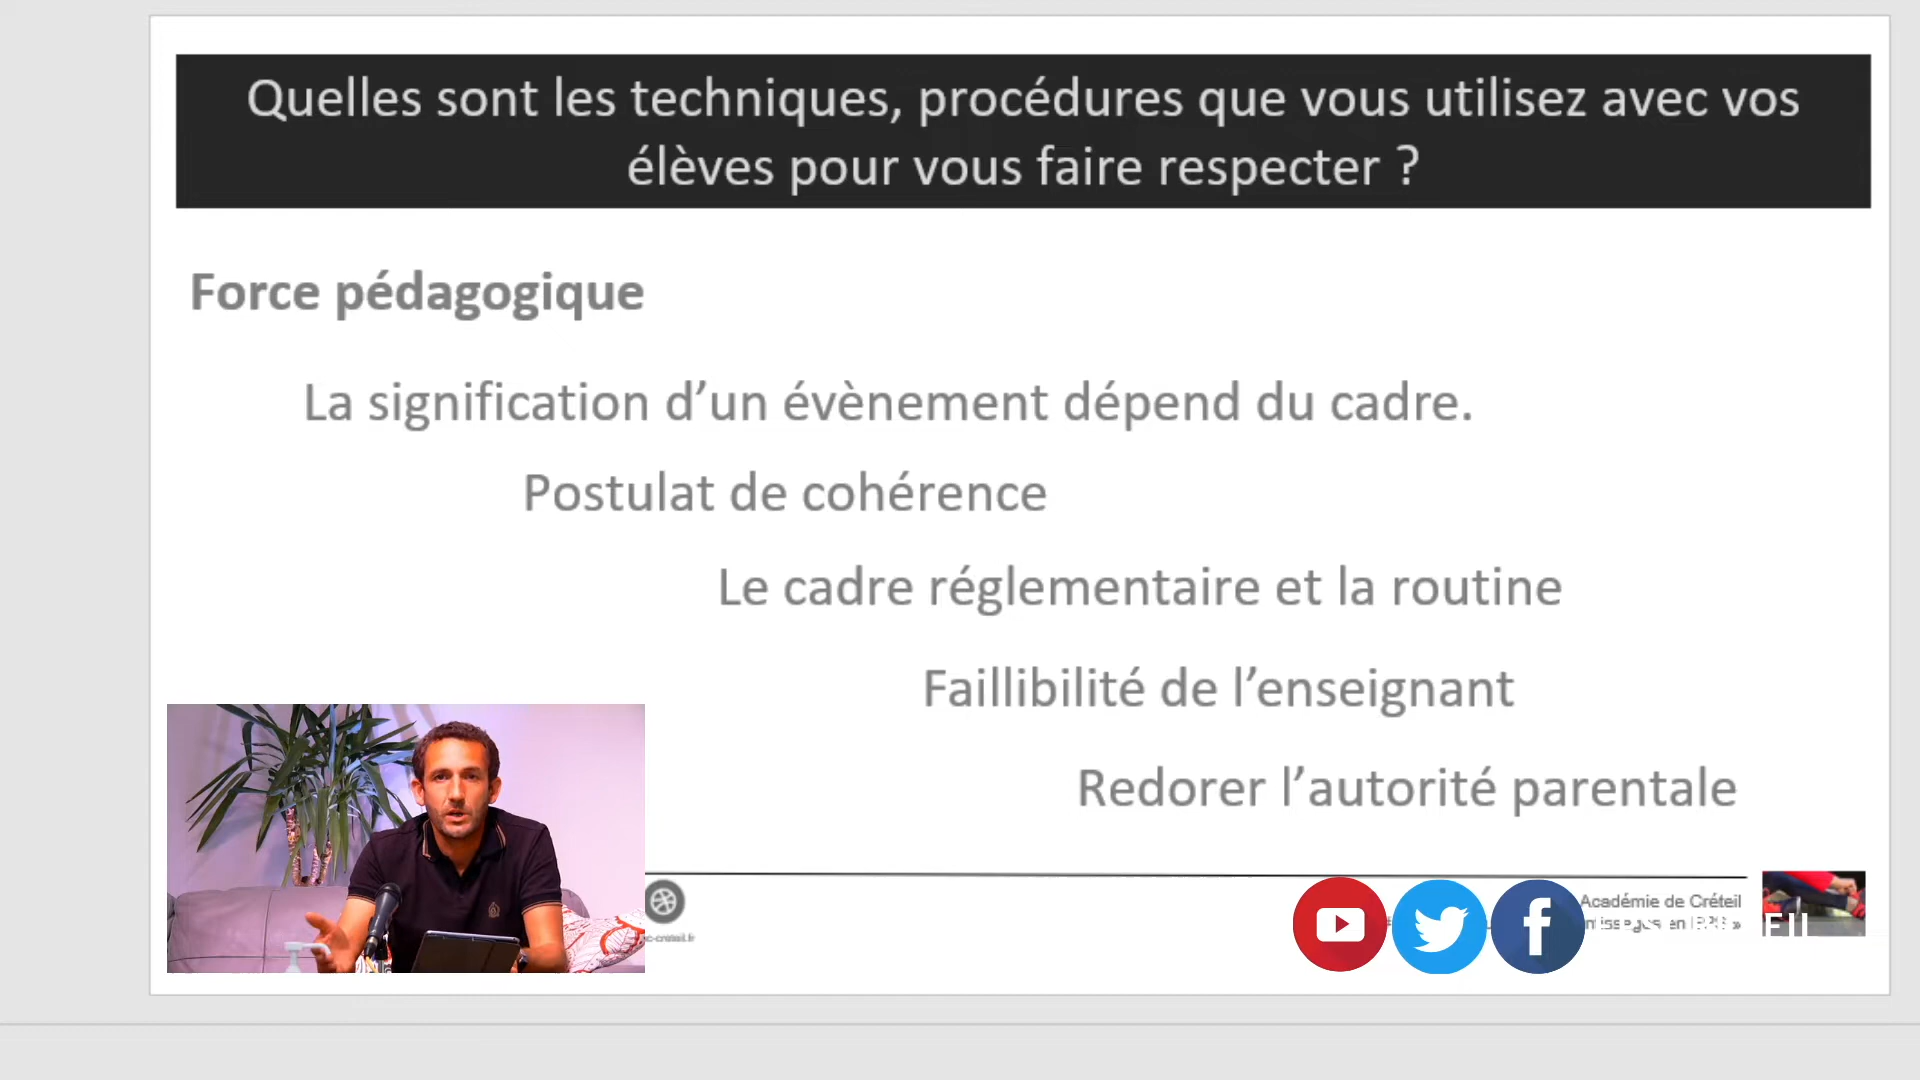 Quelles sont les techniques, procédures que vous utilisez avec vos
élèves pour vous faire respecter ?
Force pédagogique
La signification d’un évènement dépend du cadre.
Postulat de cohérence
Le cadre réglementaire et la routine
Faillibilité de l’enseignant
Redorer l’autorité parentale
Académie de Créteil